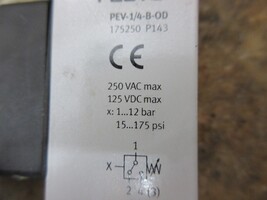 PEV-1/4-B-OD
175250 P143
CE
250 VAC max
125 VDC max
x: 1...12 bar
15...175 psi
1
X
2 4 (3)